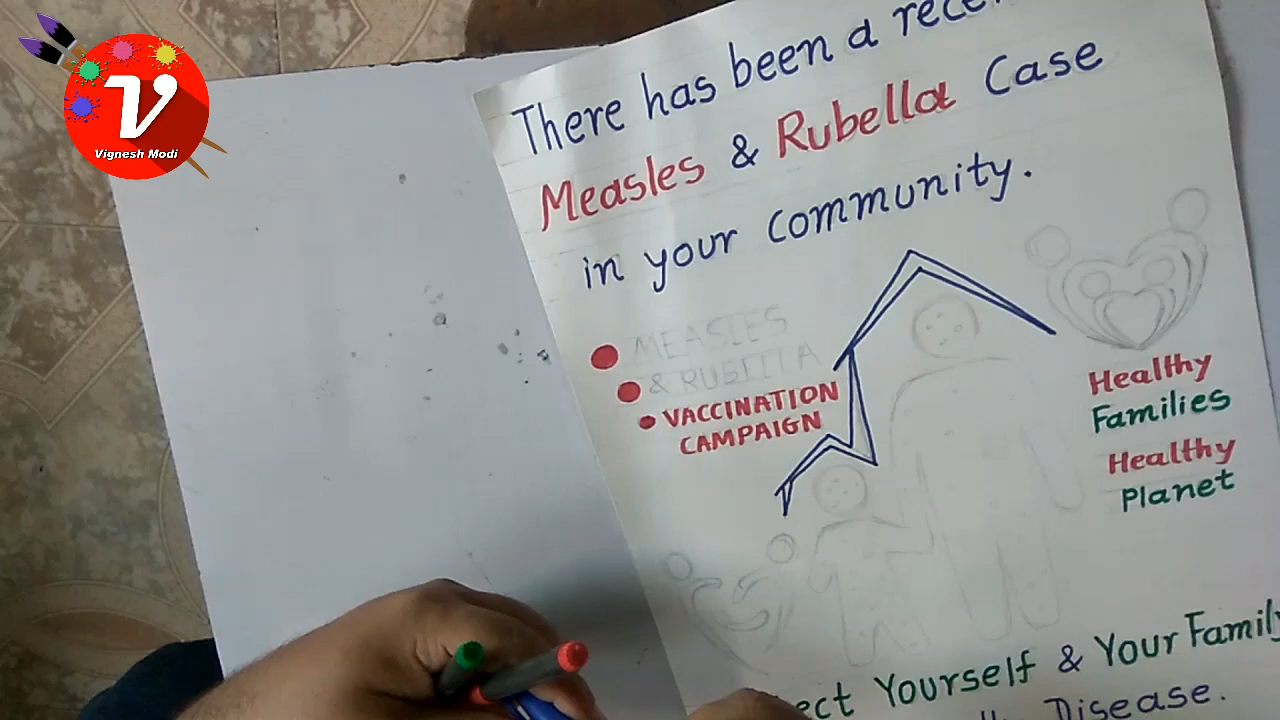 V
Vignesh Modi
There has been a recen
Measles & Rubella Case
in your community.
MEASLES
& RUBELLA
VACCINATION
CAMPAIGN
Healthy
Families
Healthy
Planet
ect Yourself & Your Family
Disease.